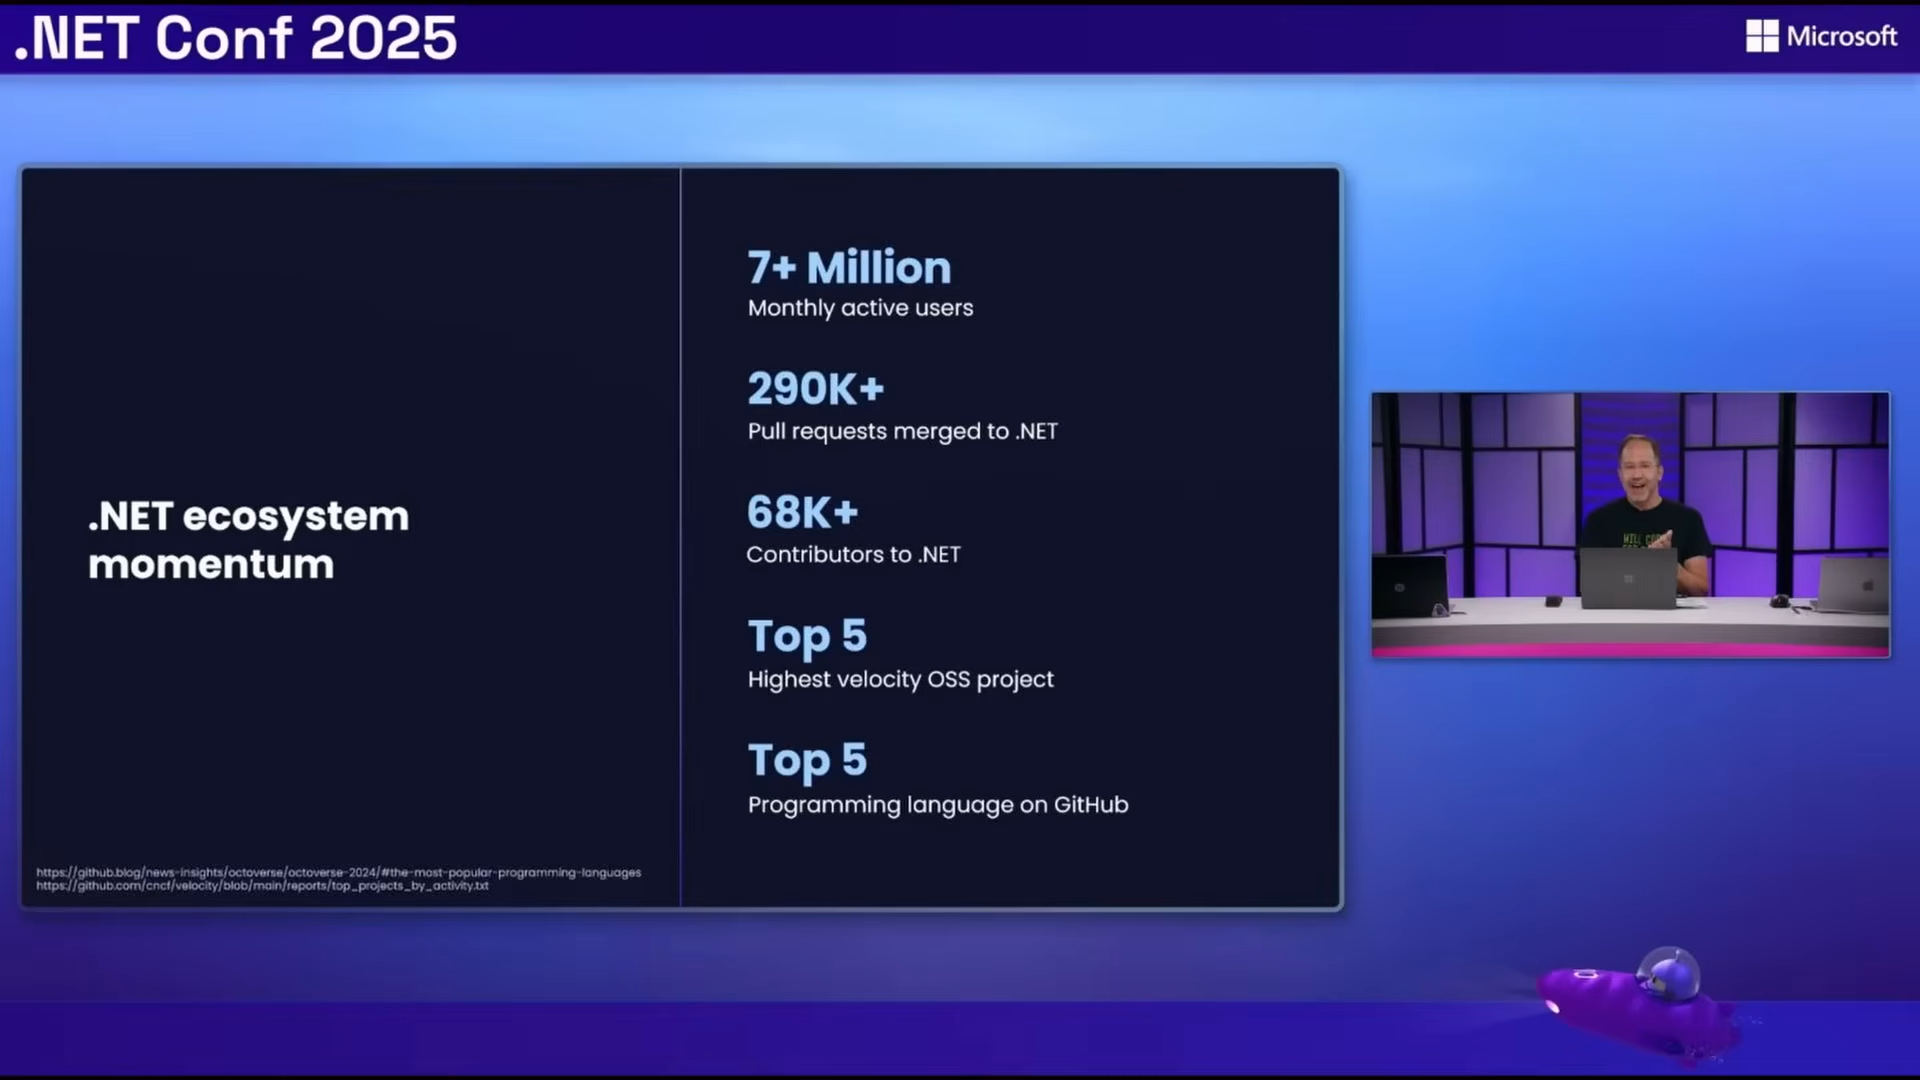 .NET Conf 2025
Microsoft
.NET ecosystem
momentum
7+ Million
Monthly active users
290K+
Pull requests merged to .NET
68K+
Contributors to .NET
Top 5
Highest velocity OSS project
Top 5
Programming language on GitHub
https://github.blog/news-insights/octoverse/octoverse-2024/#the-most-popular-programming-languages
https://github.com/cncf/velocity/blob/main/reports/top_projects_by_activity.txt
WILL CODE